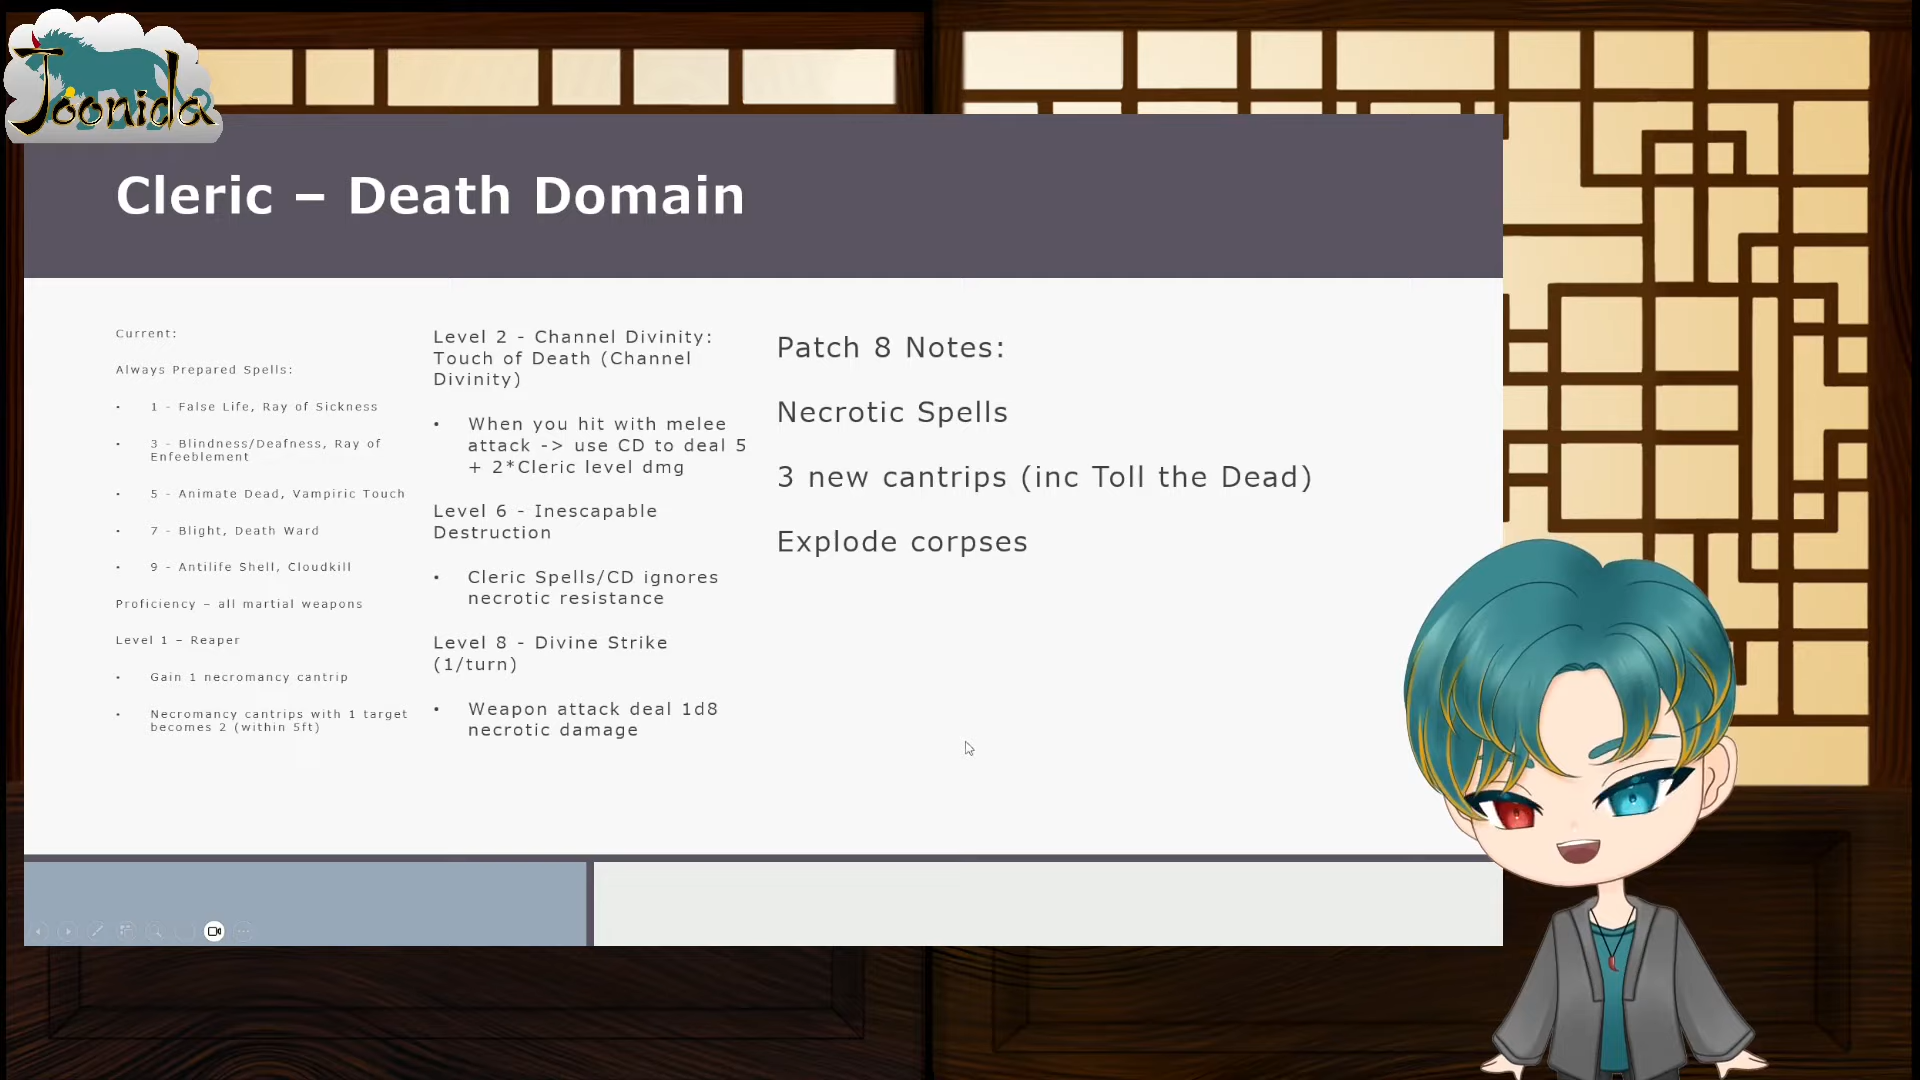 Joonida
Cleric – Death Domain
Current:
Always Prepared Spells:
• 1 - False Life, Ray of Sickness
• 3 - Blindness/Deafness, Ray of
Enfeeblement
• 5 - Animate Dead, Vampiric Touch
• 7 - Blight, Death Ward
• 9 - Antilife Shell, Cloudkill
Proficiency – all martial weapons
Level 1 – Reaper
• Gain 1 necromancy cantrip
• Necromancy cantrips with 1 target
becomes 2 (within 5ft)
Level 2 - Channel Divinity:
Touch of Death (Channel
Divinity)
• When you hit with melee
attack -> use CD to deal 5
+ 2*Cleric level dmg
Level 6 - Inescapable
Destruction
• Cleric Spells/CD ignores
necrotic resistance
Level 8 - Divine Strike
(1/turn)
• Weapon attack deal 1d8
necrotic damage
Patch 8 Notes:
Necrotic Spells
3 new cantrips (inc Toll the Dead)
Explode corpses